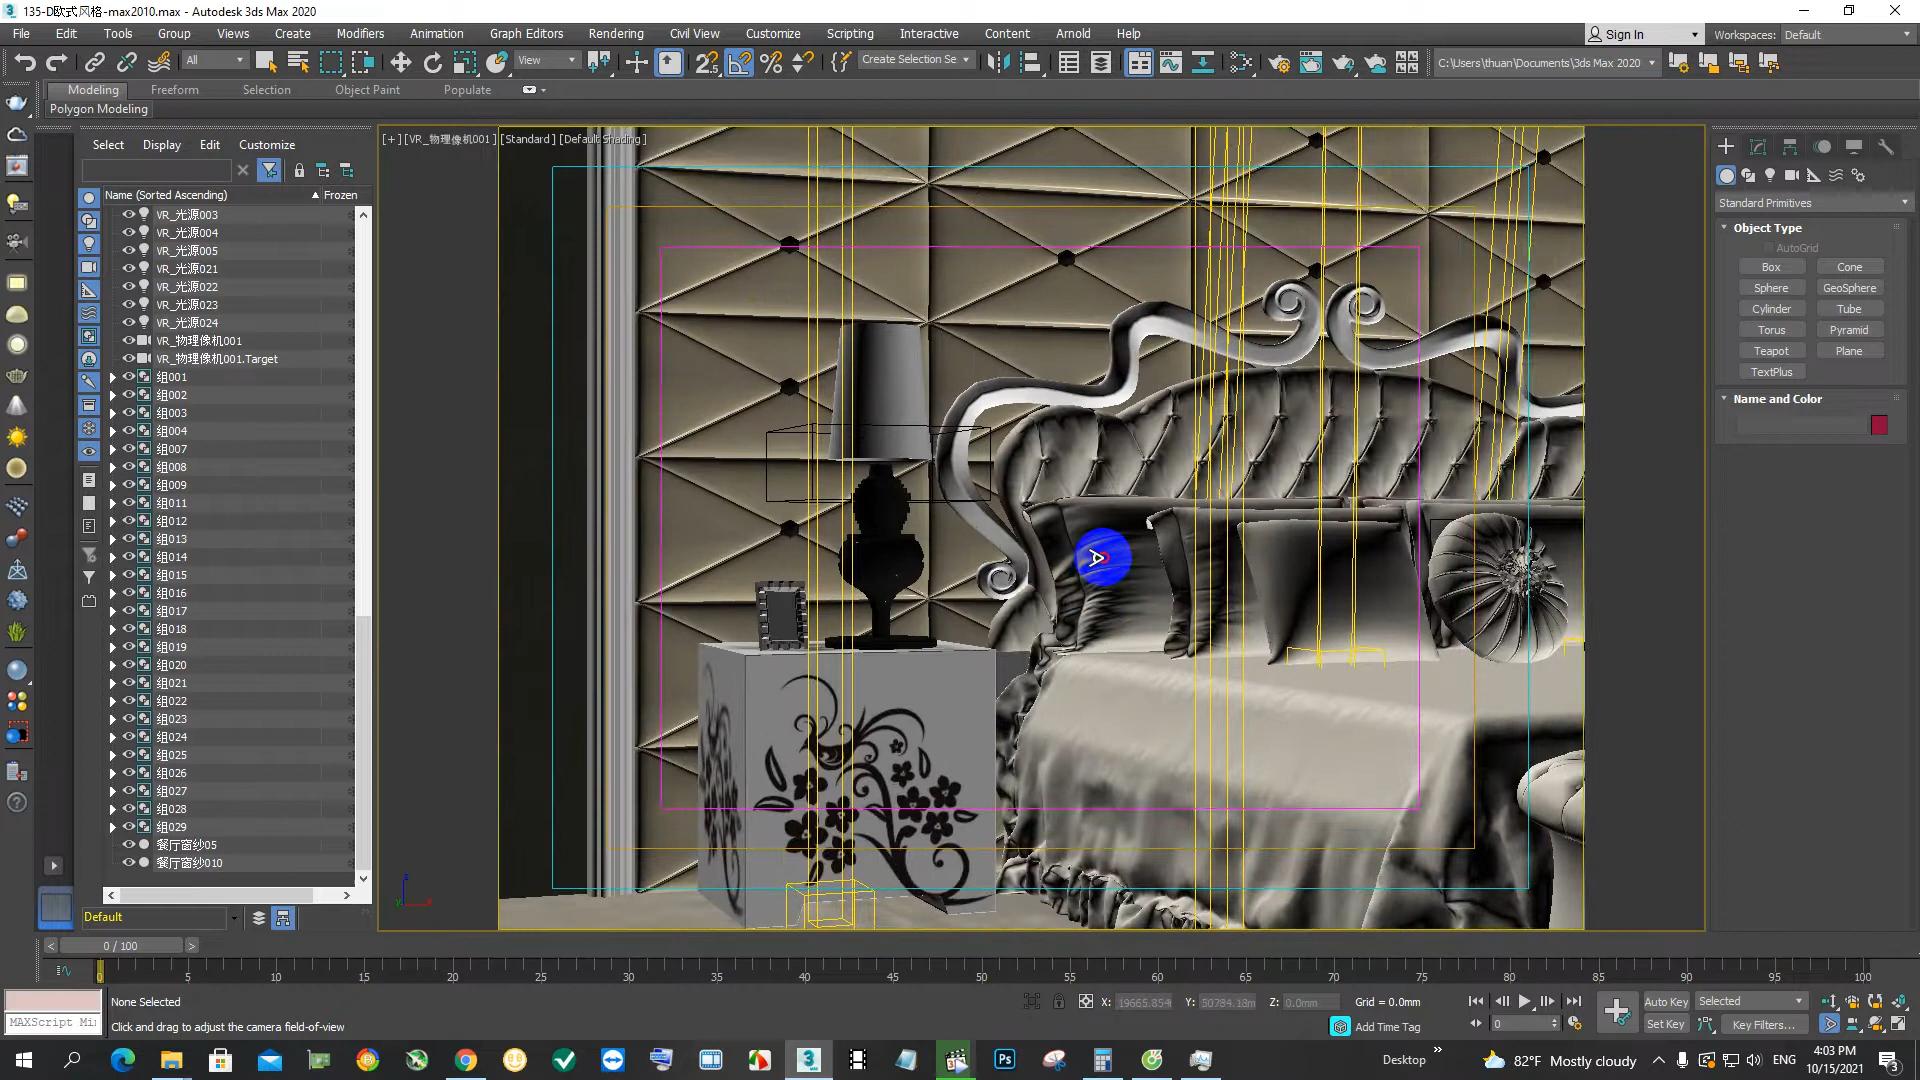 135-D欧式风格-max2010.max - Autodesk 3ds Max 2020
File Edit Tools Group Views Create Modifiers Animation Graph Editors Rendering Civil View Customize Scripting Interactive Content Arnold Help
Sign In
Workspaces: Default
All
View
Create Selection Se
C:\Users\thuan\Documents\3ds Max 2020
Modeling Freeform Selection Object Paint Populate
Polygon Modeling
Select Display Edit Customize
Name (Sorted Ascending) Frozen
VR_光源003
VR_光源004
VR_光源005
VR_光源021
VR_光源022
VR_光源023
VR_光源024
VR_物理像机001
VR_物理像机001.Target
组001
组002
组003
组004
组007
组008
组009
组011
组012
组013
组014
组015
组016
组017
组018
组019
组020
组021
组022
组023
组024
组025
组026
组027
组028
组029
餐厅窗纱05
餐厅窗纱010
Default
[+] [VR_物理像机001] [Standard] [Default Shading]
Standard Primitives
Object Type
AutoGrid
Box Cone
Sphere GeoSphere
Cylinder Tube
Torus Pyramid
Teapot Plane
TextPlus
Name and Color
0 / 100
0 5 10 15 20 25 30 35 40 45 50 55 60 65 70 75 80 85 90 95 100
None Selected
X: 19665.854 Y: 50784.18m Z: 0.0mm Grid = 0.0mm
MAXScript Mi
Click and drag to adjust the camera field-of-view
Add Time Tag
0
Auto Key Selected
Set Key Key Filters...
Desktop
82°F Mostly cloudy
ENG
4:03 PM
10/15/2021
3